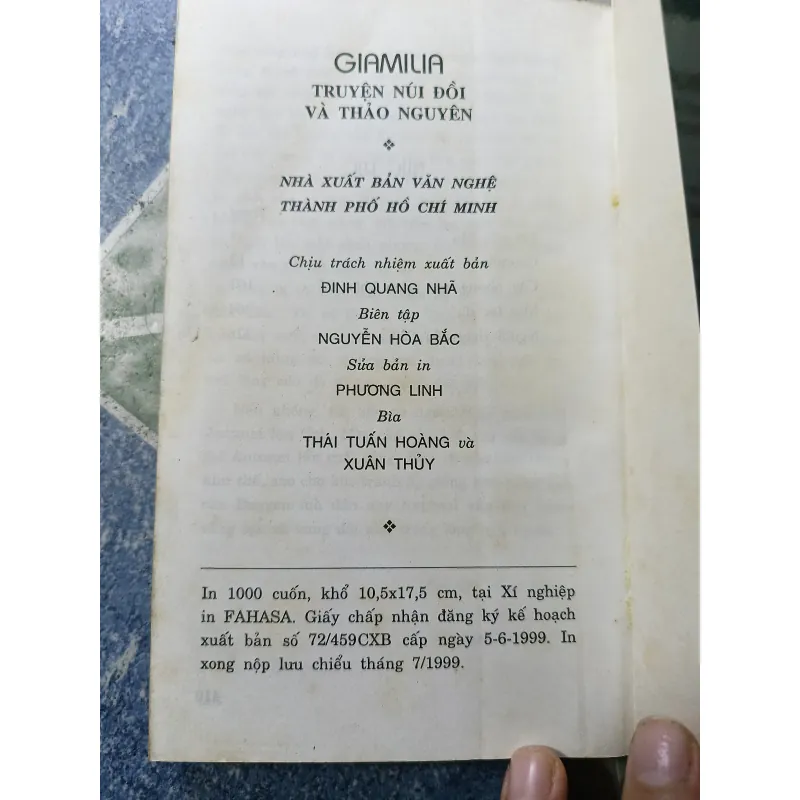 GIAMILIA
TRUYỆN NÚI ĐỒI
VÀ THẢO NGUYÊN
NHÀ XUẤT BẢN VĂN NGHỆ
THÀNH PHỐ HỒ CHÍ MINH
Chịu trách nhiệm xuất bản
ĐINH QUANG NHÃ
Biên tập
NGUYỄN HÒA BẮC
Sửa bản in
PHƯƠNG LINH
Bìa
THÁI TUẤN HOÀNG và
XUÂN THỦY
In 1000 cuốn, khổ 10,5x17,5 cm, tại Xí nghiệp
in FAHASA. Giấy chấp nhận đăng ký kế hoạch
xuất bản số 72/459CXB cấp ngày 5-6-1999. In
xong nộp lưu chiểu tháng 7/1999.